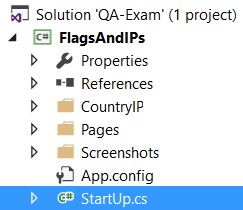 Solution 'QA-Exam' (1 project)
C# FlagsAndIPs
Properties
References
CountryIP
Pages
Screenshots
App.config
C# StartUp.cs